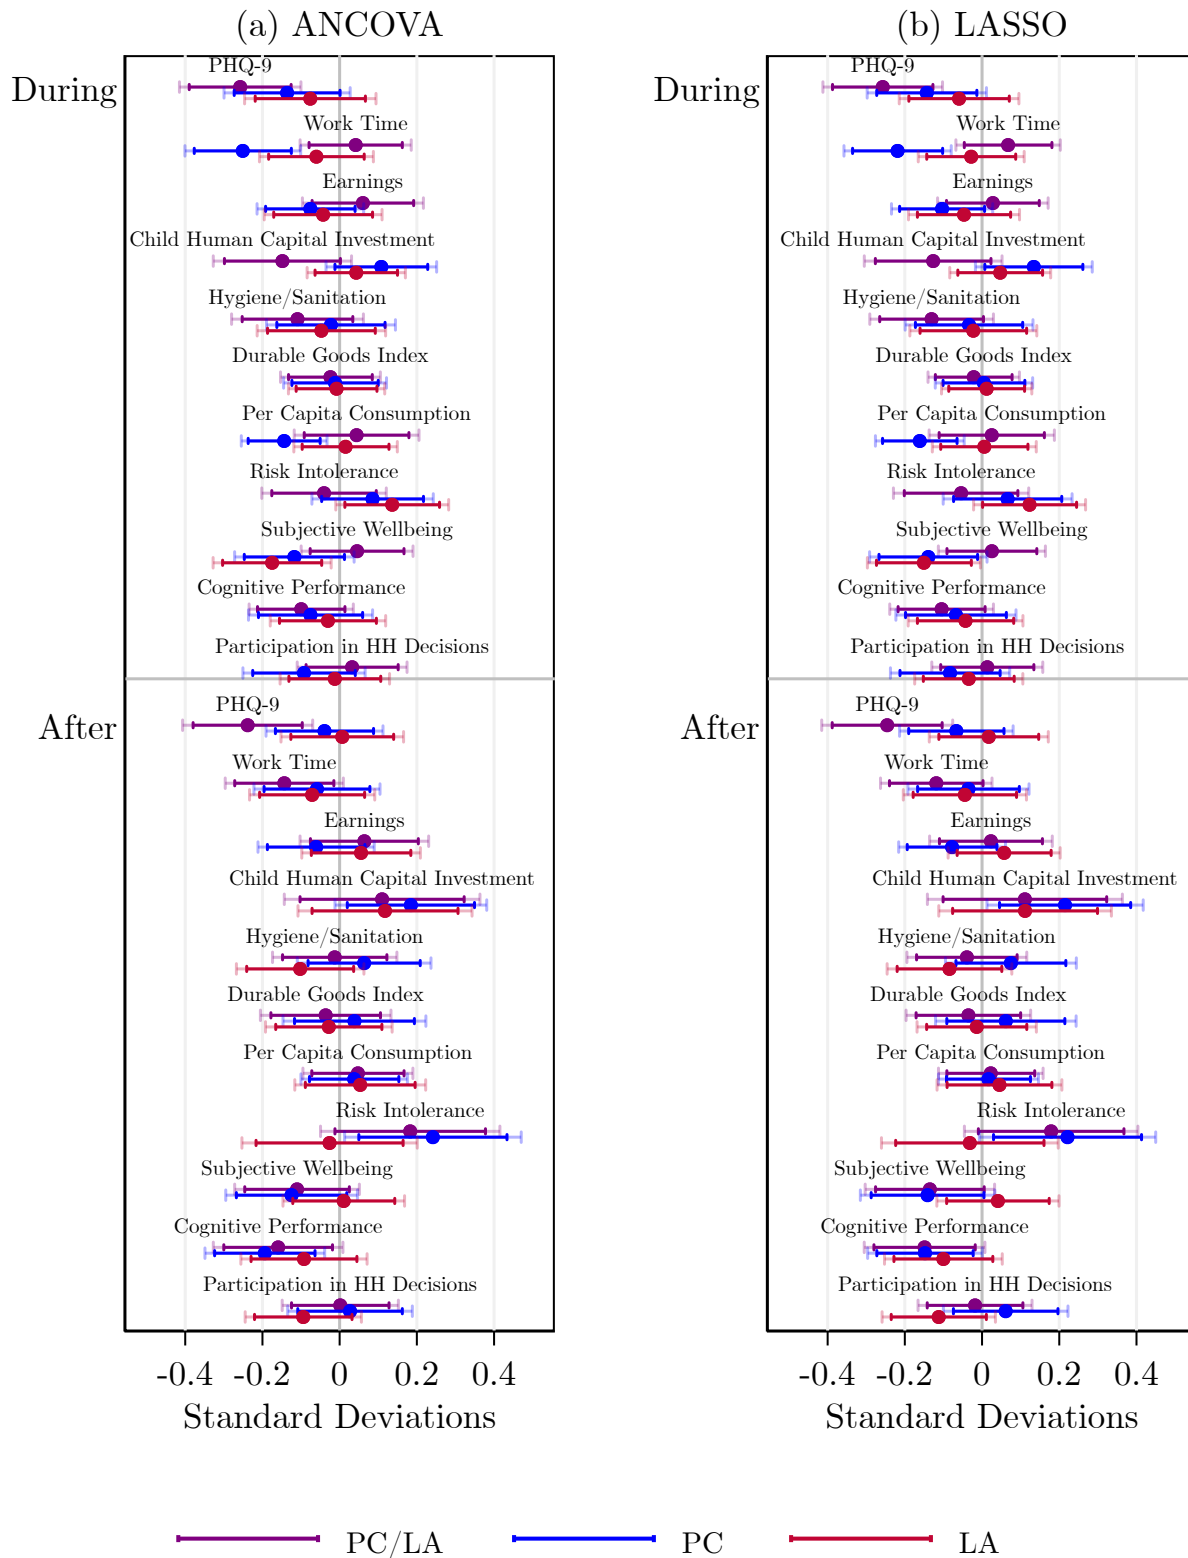 (a) ANCOVA
During
PHQ-9
Work Time
Earnings
Child Human Capital Investment
Hygiene/Sanitation
Durable Goods Index
Per Capita Consumption
Risk Intolerance
Subjective Wellbeing
Cognitive Performance
Participation in HH Decisions
After
PHQ-9
Work Time
Earnings
Child Human Capital Investment
Hygiene/Sanitation
Durable Goods Index
Per Capita Consumption
Risk Intolerance
Subjective Wellbeing
Cognitive Performance
Participation in HH Decisions
-0.4 -0.2 0 0.2 0.4
Standard Deviations
(b) LASSO
During
PHQ-9
Work Time
Earnings
Child Human Capital Investment
Hygiene/Sanitation
Durable Goods Index
Per Capita Consumption
Risk Intolerance
Subjective Wellbeing
Cognitive Performance
Participation in HH Decisions
After
PHQ-9
Work Time
Earnings
Child Human Capital Investment
Hygiene/Sanitation
Durable Goods Index
Per Capita Consumption
Risk Intolerance
Subjective Wellbeing
Cognitive Performance
Participation in HH Decisions
-0.4 -0.2 0 0.2 0.4
Standard Deviations
PC/LA PC LA